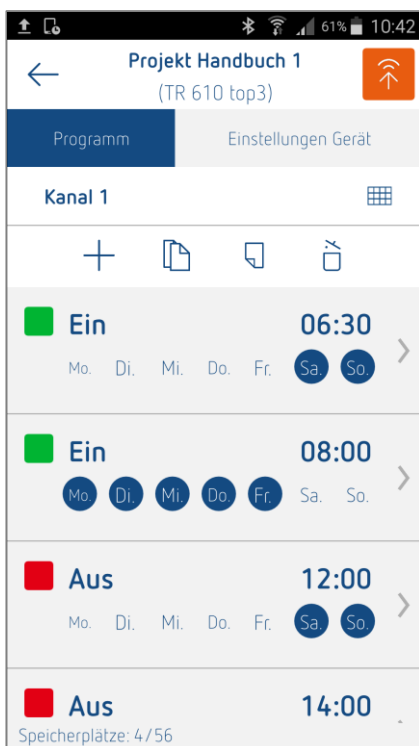 61% 10:42
Projekt Handbuch 1
(TR 610 top3)
Programm Einstellungen Gerät
Kanal 1
Ein 06:30
Mo. Di. Mi. Do. Fr. Sa. So.
Ein 08:00
Mo. Di. Mi. Do. Fr. Sa. So.
Aus 12:00
Mo. Di. Mi. Do. Fr. Sa. So.
Aus 14:00
Speicherplätze: 4/56